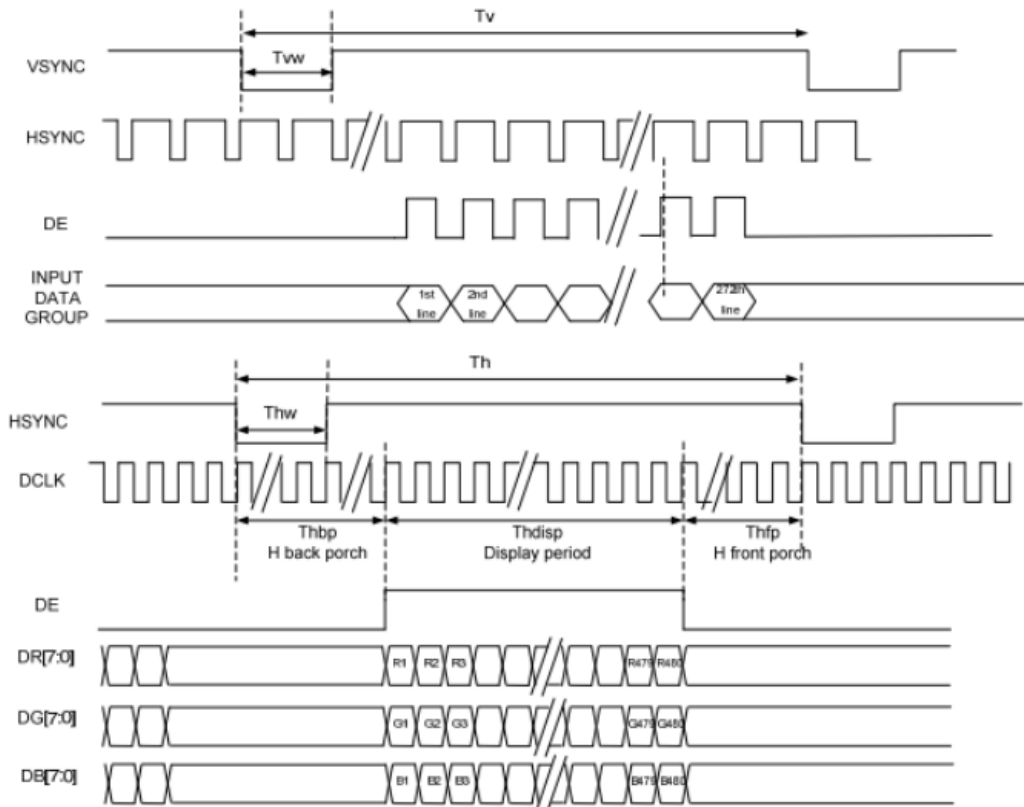 Tv
Tvw
VSYNC
HSYNC
DE
INPUT
DATA
GROUP
1st
line
2nd
line
272th
line
Th
Thw
HSYNC
DCLK
Thbp
H back porch
Thdisp
Display period
Thfp
H front porch
DE
DR[7:0]
R1 R2 R3 R479 R480
DG[7:0]
G1 G2 G3 G479 G480
DB[7:0]
B1 B2 B3 B479 B480